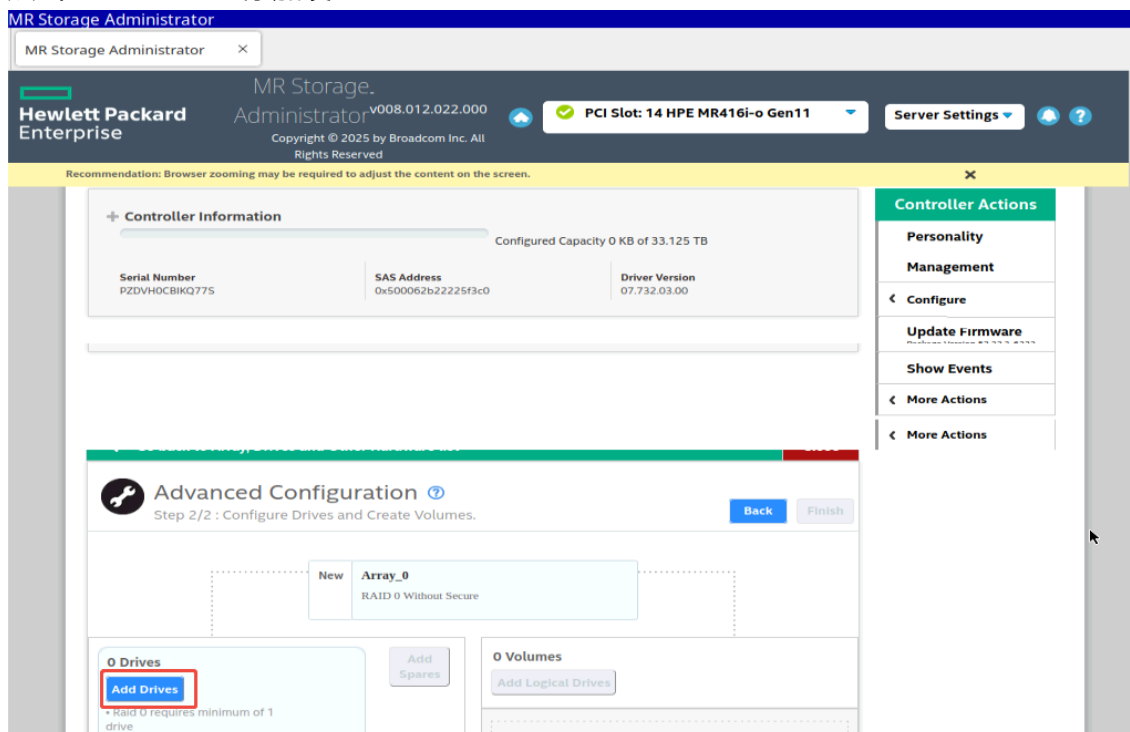 MR Storage Administrator
MR Storage Administrator ×
Hewlett Packard
Enterprise
MR Storage
Administrator v008.012.022.000
Copyright © 2025 by Broadcom Inc. All
Rights Reserved
PCI Slot: 14 HPE MR416i-o Gen11
Server Settings
?
Recommendation: Browser zooming may be required to adjust the content on the screen.
Controller Information
Configured Capacity 0 KB of 33.125 TB
Serial Number
PZDVH0CBIKQ77S
SAS Address
0x500062b22225f3c0
Driver Version
07.732.03.00
Controller Actions
Personality
Management
Configure
Update Firmware
Show Events
More Actions
More Actions
Advanced Configuration ?
Step 2/2 : Configure Drives and Create Volumes.
Back
Finish
New
Array_0
RAID 0 Without Secure
0 Drives
Add Drives
• Raid 0 requires minimum of 1
drive
Add
Spares
0 Volumes
Add Logical Drives